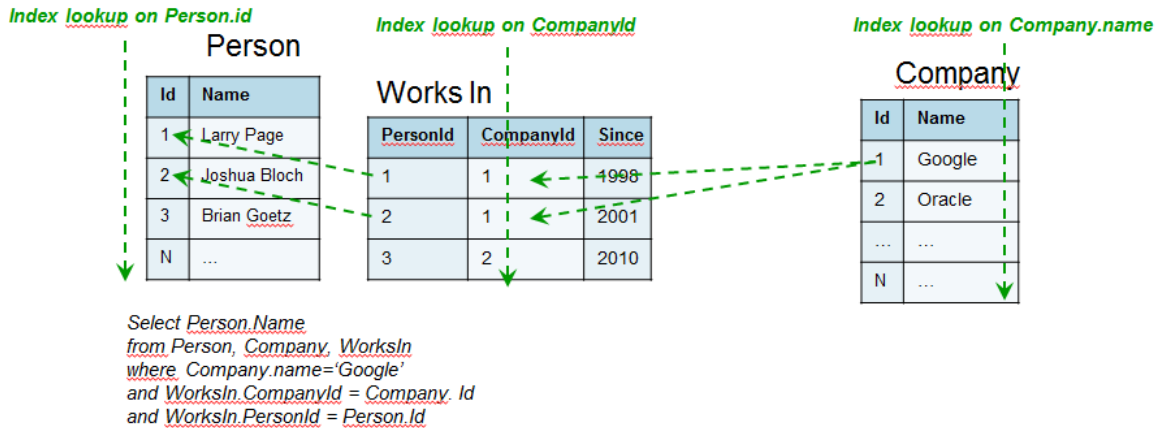 Index lookup on Person.id
Index lookup on CompanyId
Index lookup on Company.name
Person
Id Name
1 Larry Page
2 Joshua Bloch
3 Brian Goetz
N ...
Works In
PersonId CompanyId Since
1 1 1998
2 1 2001
3 2 2010
Company
Id Name
1 Google
2 Oracle
... ...
N ...
Select Person.Name
from Person, Company, WorksIn
where Company.name=‘Google’
and WorksIn.CompanyId = Company. Id
and WorksIn.PersonId = Person.Id